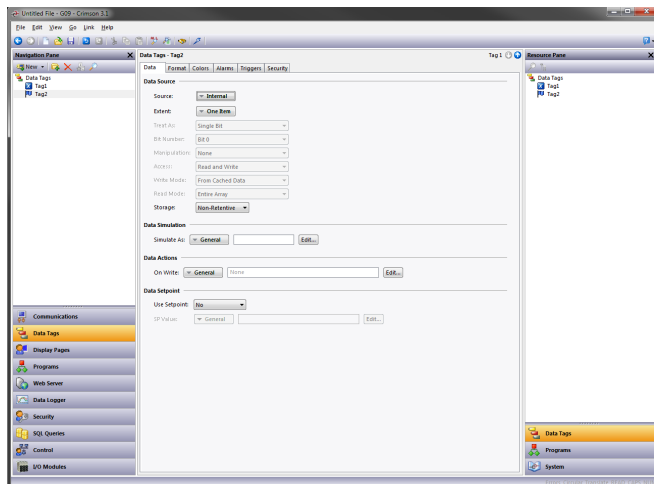 Untitled File - G09 - Crimson 3.1
File Edit View Go Link Help
Navigation Pane
New
Data Tags
Tag1
Tag2
Communications
Data Tags
Display Pages
Programs
Web Server
Data Logger
Security
SQL Queries
Control
I/O Modules
Data Tags - Tag2
Tag 1
Data Format Colors Alarms Triggers Security
Data Source
Source: Internal
Extent: One Item
Treat As: Single Bit
Bit Number: Bit 0
Manipulation: None
Access: Read and Write
Write Mode: From Cached Data
Read Mode: Entire Array
Storage: Non-Retentive
Data Simulation
Simulate As: General Edit...
Data Actions
On Write: General None Edit...
Data Setpoint
Use Setpoint: No
SP Value: General Edit...
Resource Pane
Data Tags
Tag1
Tag2
Data Tags
Programs
System